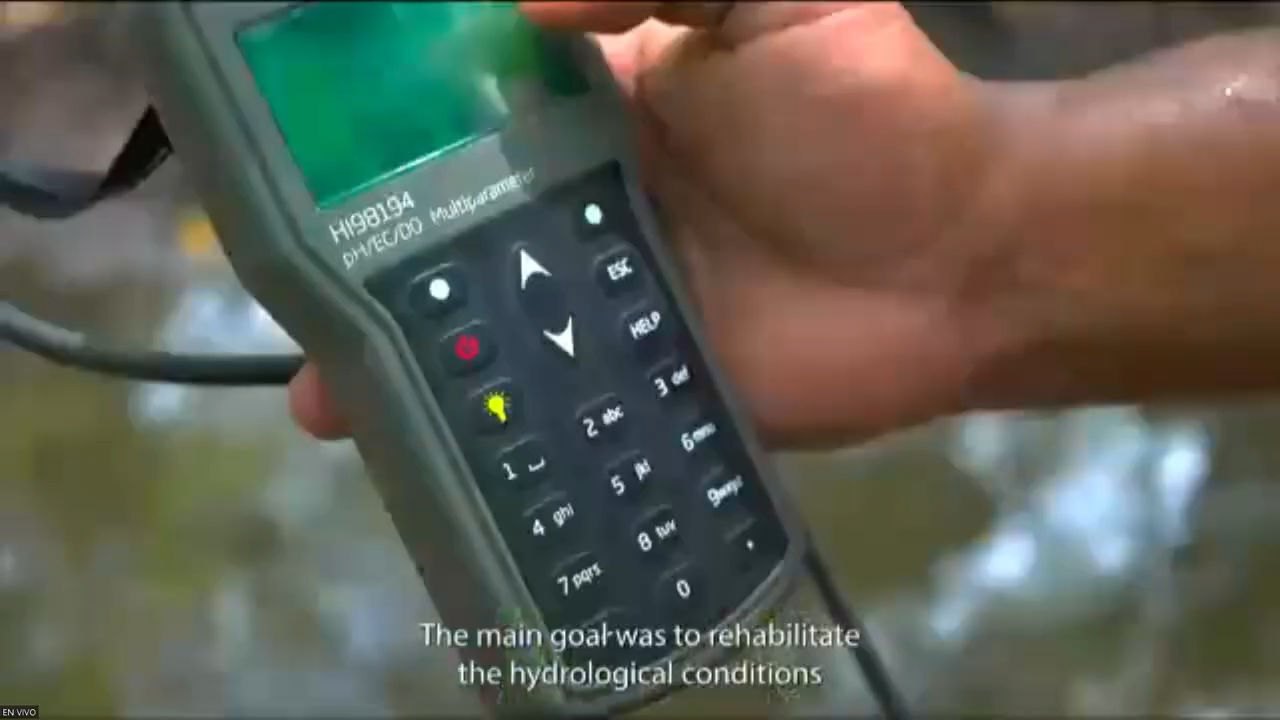 HI98194
pH/EC/DO Multiparameter
ESC
HELP
3 def
2 abc
1
6 mno
5 jkl
4 ghi
9 wxyz
8 tuv
7 pqrs
.
0
The main goal was to rehabilitate
the hydrological conditions
EN VIVO